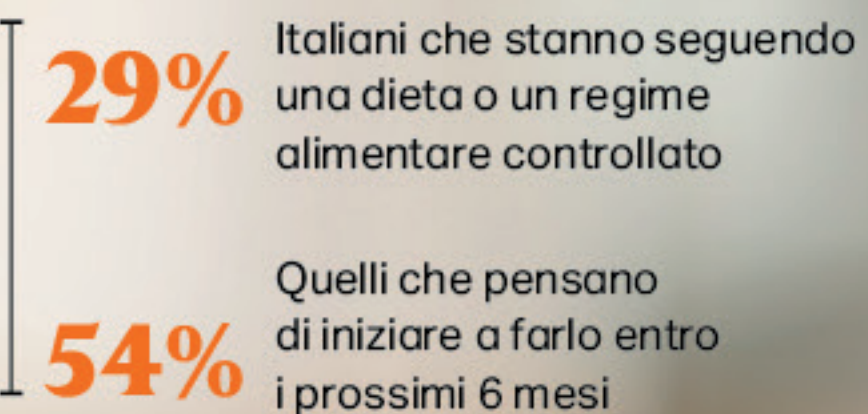 29%
Italiani che stanno seguendo
una dieta o un regime
alimentare controllato
54%
Quelli che pensano
di iniziare a farlo entro
i prossimi 6 mesi